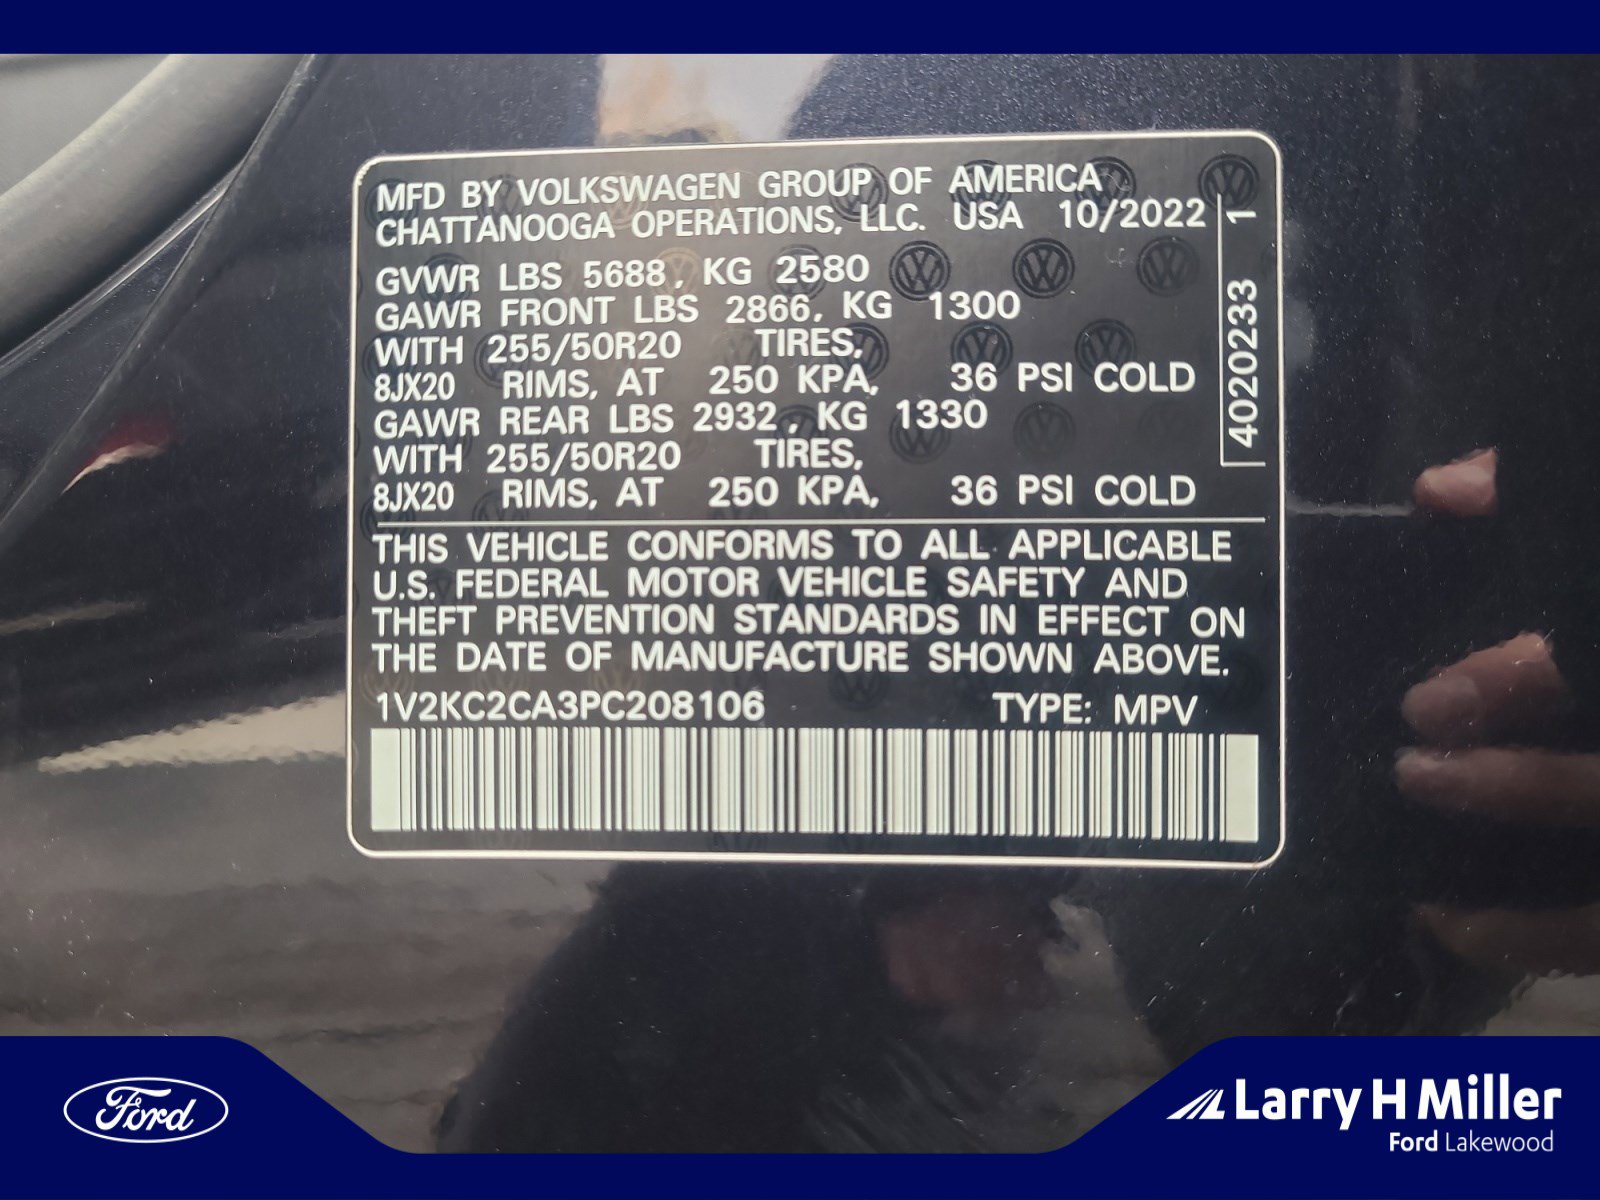 MFD BY VOLKSWAGEN GROUP OF AMERICA
CHATTANOOGA OPERATIONS, LLC. USA 10/2022
GVWR LBS 5688, KG 2580
GAWR FRONT LBS 2866, KG 1300
WITH 255/50R20 TIRES,
8JX20 RIMS, AT 250 KPA, 36 PSI COLD
GAWR REAR LBS 2932, KG 1330
WITH 255/50R20 TIRES,
8JX20 RIMS, AT 250 KPA, 36 PSI COLD
4020233 1
THIS VEHICLE CONFORMS TO ALL APPLICABLE
U.S. FEDERAL MOTOR VEHICLE SAFETY AND
THEFT PREVENTION STANDARDS IN EFFECT ON
THE DATE OF MANUFACTURE SHOWN ABOVE.
1V2KC2CA3PC208106 TYPE: MPV
Ford
Larry H Miller
Ford Lakewood